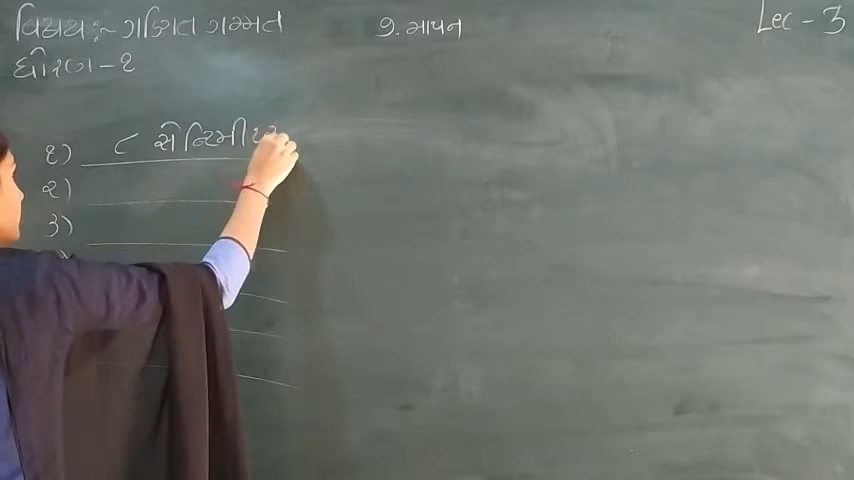 વિષય:- ગણિત ગમ્મત
૭. માપન
Lec - 3
ધોરણ - ૨
૧) ૮ સેન્ટિમીટર
૨)
૩)